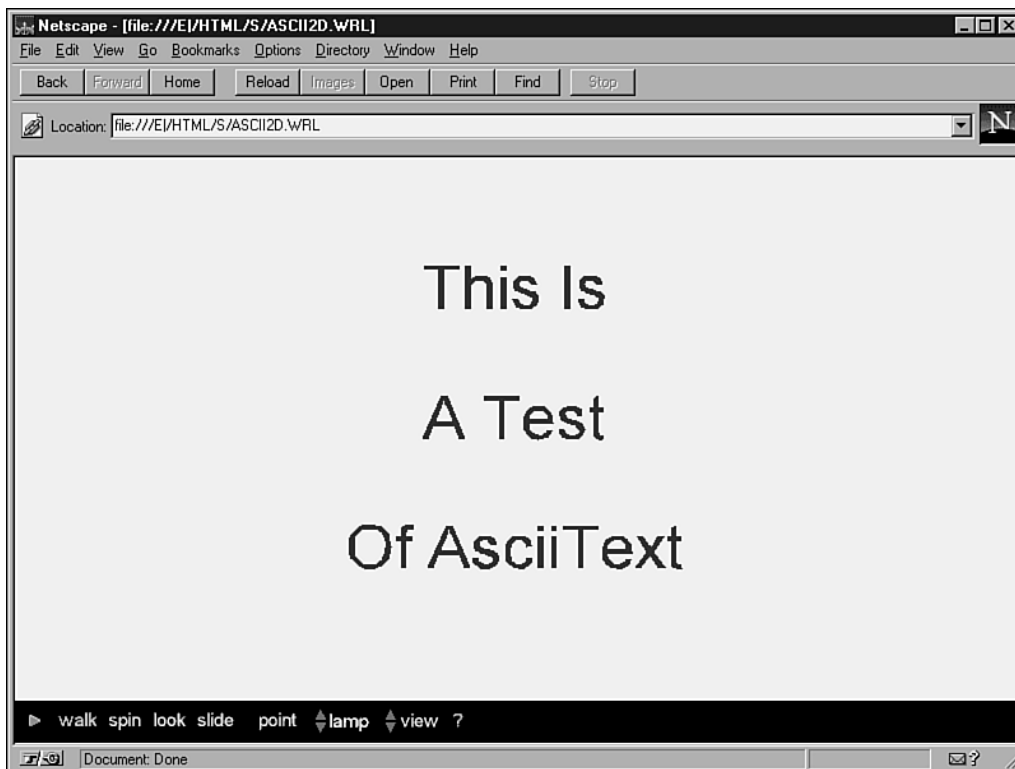 Netscape - [file:///E|/HTML/S/ASCII2D.WRL]
File Edit View Go Bookmarks Options Directory Window Help
Back Forward Home Reload Images Open Print Find Stop
Location: file:///E|/HTML/S/ASCII2D.WRL
N
This Is
A Test
Of AsciiText
walk spin look slide point lamp view ?
Document: Done ?